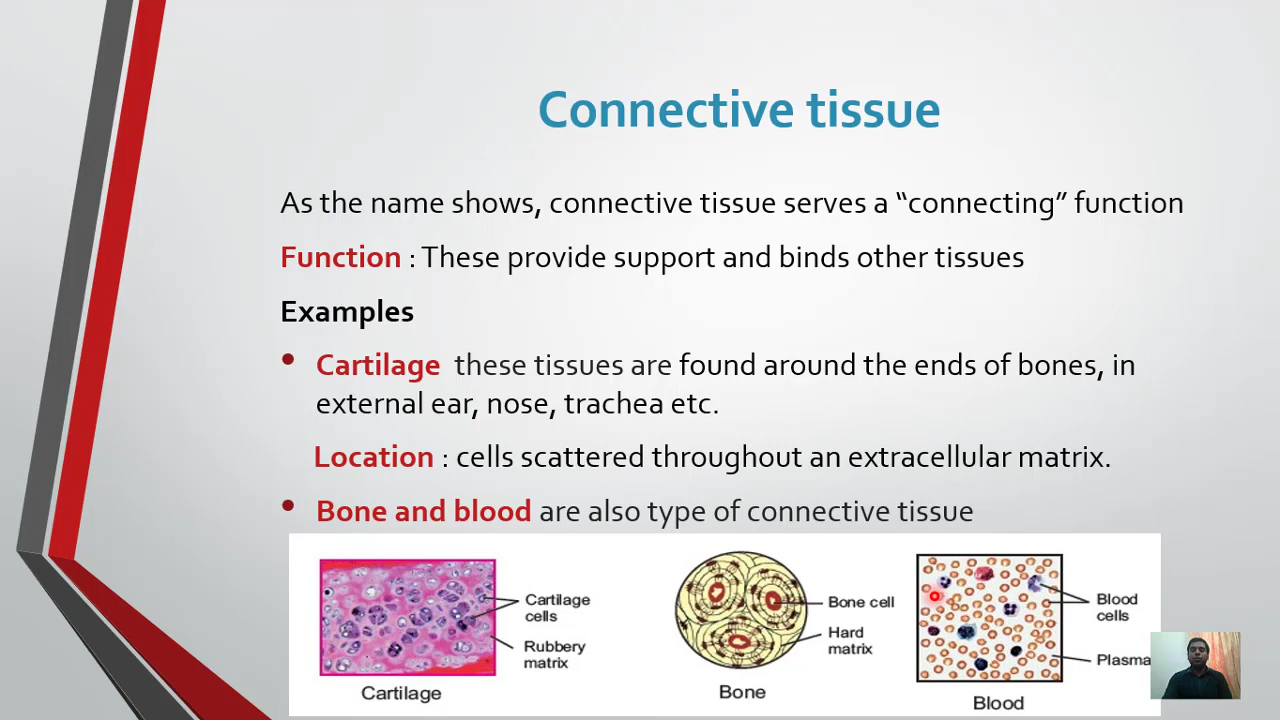 Connective tissue
As the name shows, connective tissue serves a “connecting” function
Function : These provide support and binds other tissues
Examples
• Cartilage these tissues are found around the ends of bones, in
external ear, nose, trachea etc.
Location : cells scattered throughout an extracellular matrix.
• Bone and blood are also type of connective tissue
Cartilage
cells
Rubbery
matrix
Cartilage
Bone cell
Hard
matrix
Bone
Blood
cells
Plasma
Blood